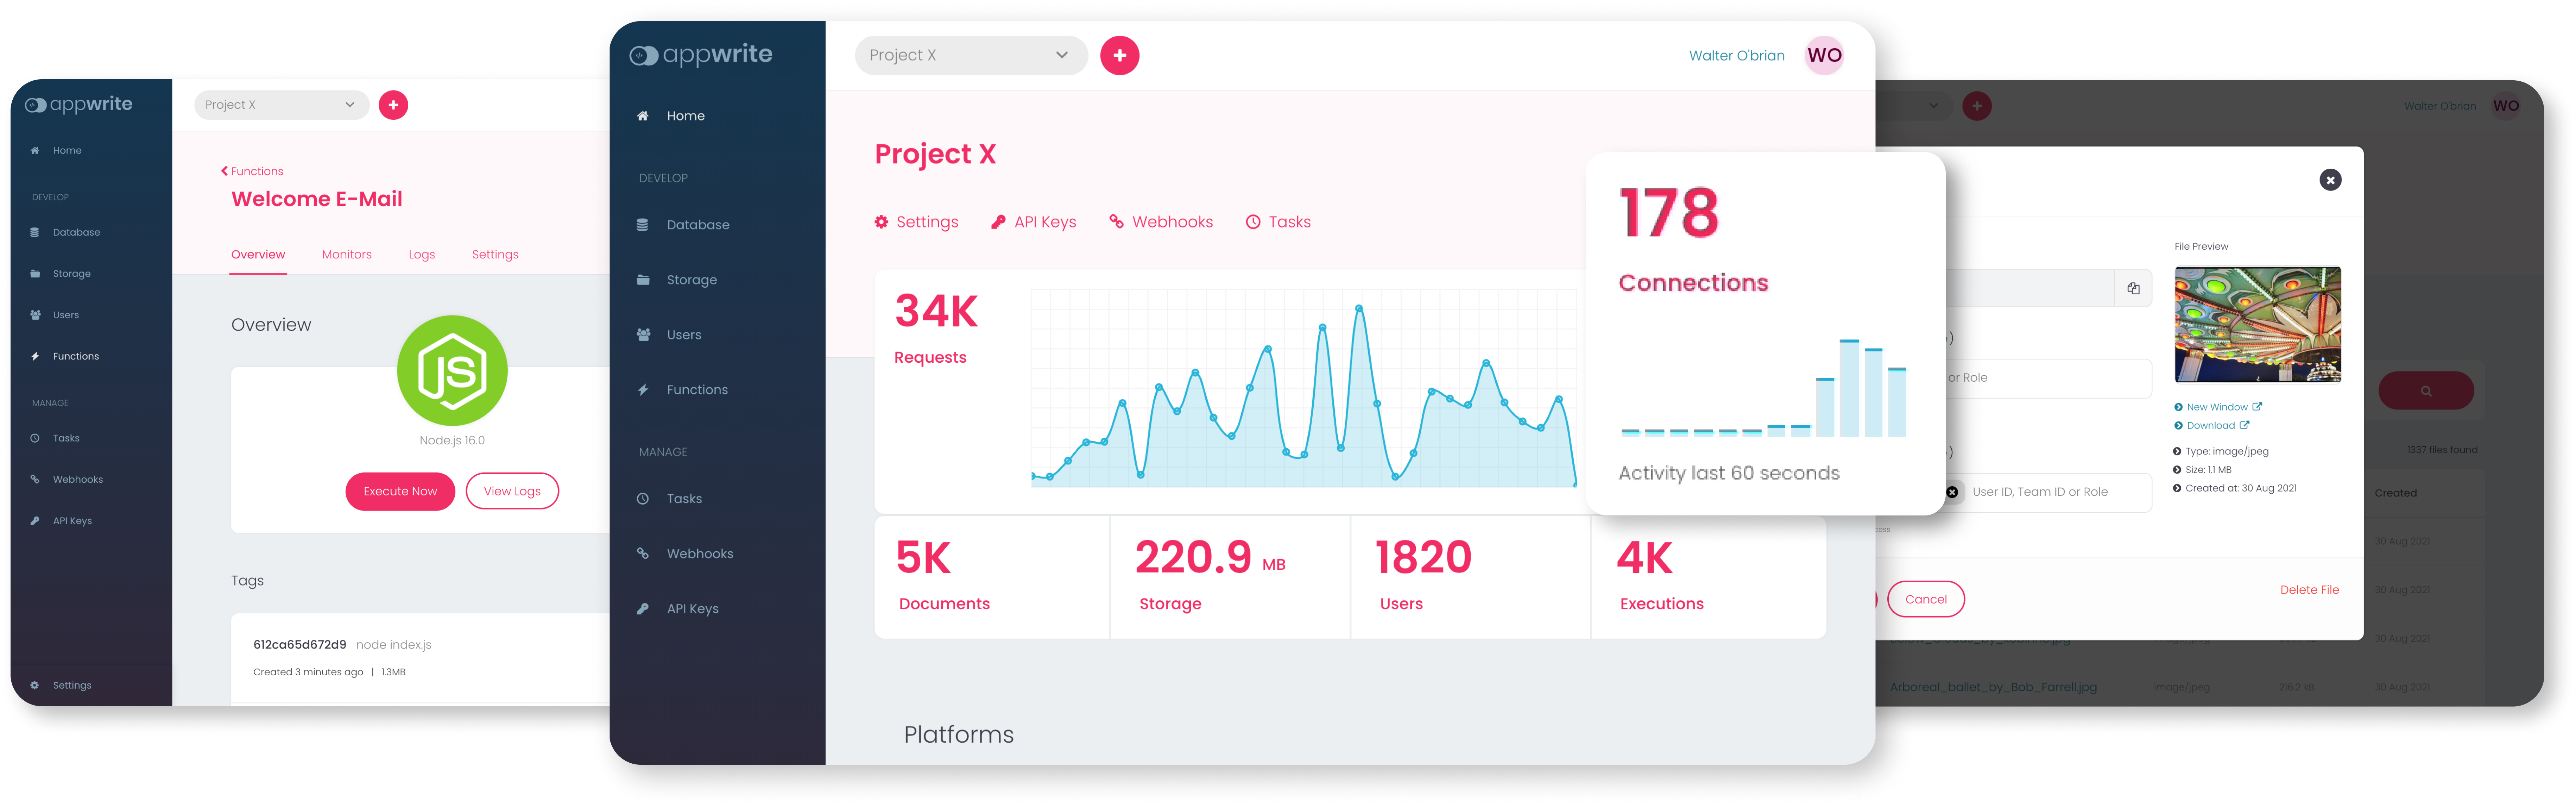 appwrite
Project X
Home
Functions
Welcome E-Mail
DEVELOP
Database
Storage
Users
Functions
Overview
Monitors
Logs
Settings
Overview
Node.js 16.0
Execute Now
View Logs
MANAGE
Tasks
Webhooks
API Keys
Tags
612ca65d672d9 node index.js
Created 3 minutes ago | 1.3MB
Settings
appwrite
Project X
Walter O'brian
WO
Home
DEVELOP
Database
Storage
Users
Functions
MANAGE
Tasks
Webhooks
API Keys
Project X
Settings
API Keys
Webhooks
Tasks
34K
Requests
178
Connections
Activity last 60 seconds
5K
Documents
220.9 MB
Storage
1820
Users
4K
Executions
Platforms
Walter O'brian
WO
File Preview
or Role
New Window
Download
Type: image/jpeg
Size: 1.1 MB
Created at: 30 Aug 2021
User ID, Team ID or Role
Cancel
Delete File
1337 files found
Created
30 Aug 2021
30 Aug 2021
image/jpeg
30 Aug 2021
Arboreal_ballet_by_Bob_Farrell.jpg
image/jpeg
216.2 kB
30 Aug 2021